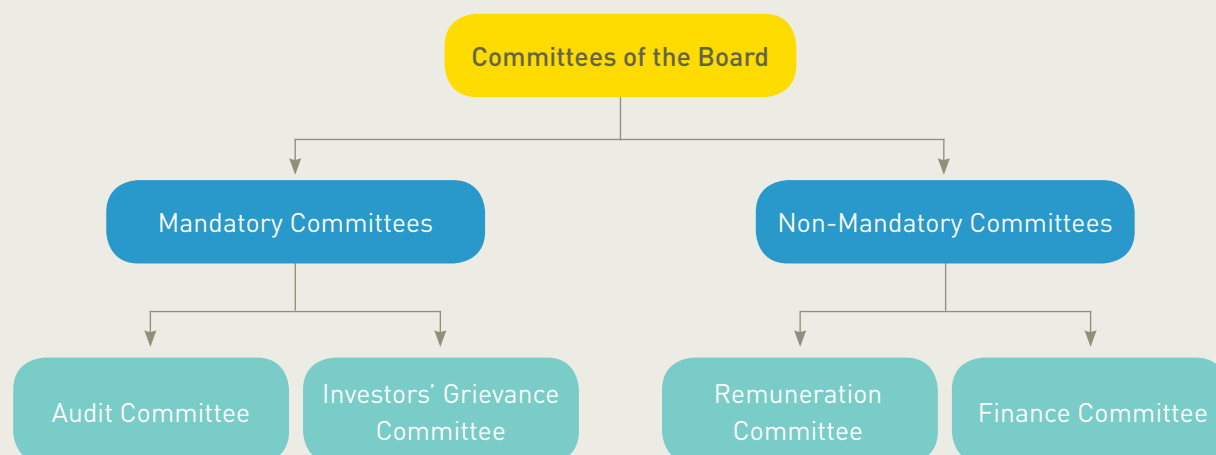 Committees of the Board
Mandatory Committees
Non-Mandatory Committees
Audit Committee
Investors’ Grievance
Committee
Remuneration
Committee
Finance Committee